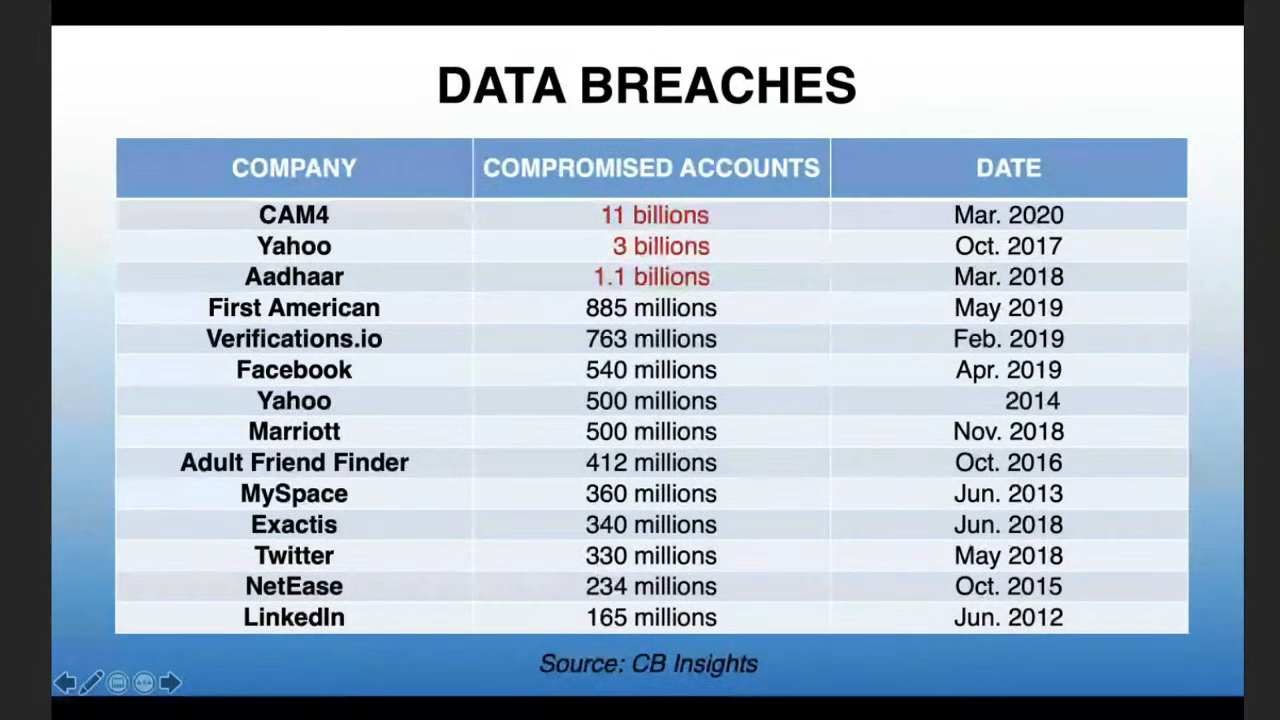 DATA BREACHES
COMPANY COMPROMISED ACCOUNTS DATE
CAM4 11 billions Mar. 2020
Yahoo 3 billions Oct. 2017
Aadhaar 1.1 billions Mar. 2018
First American 885 millions May 2019
Verifications.io 763 millions Feb. 2019
Facebook 540 millions Apr. 2019
Yahoo 500 millions 2014
Marriott 500 millions Nov. 2018
Adult Friend Finder 412 millions Oct. 2016
MySpace 360 millions Jun. 2013
Exactis 340 millions Jun. 2018
Twitter 330 millions May 2018
NetEase 234 millions Oct. 2015
LinkedIn 165 millions Jun. 2012
Source: CB Insights